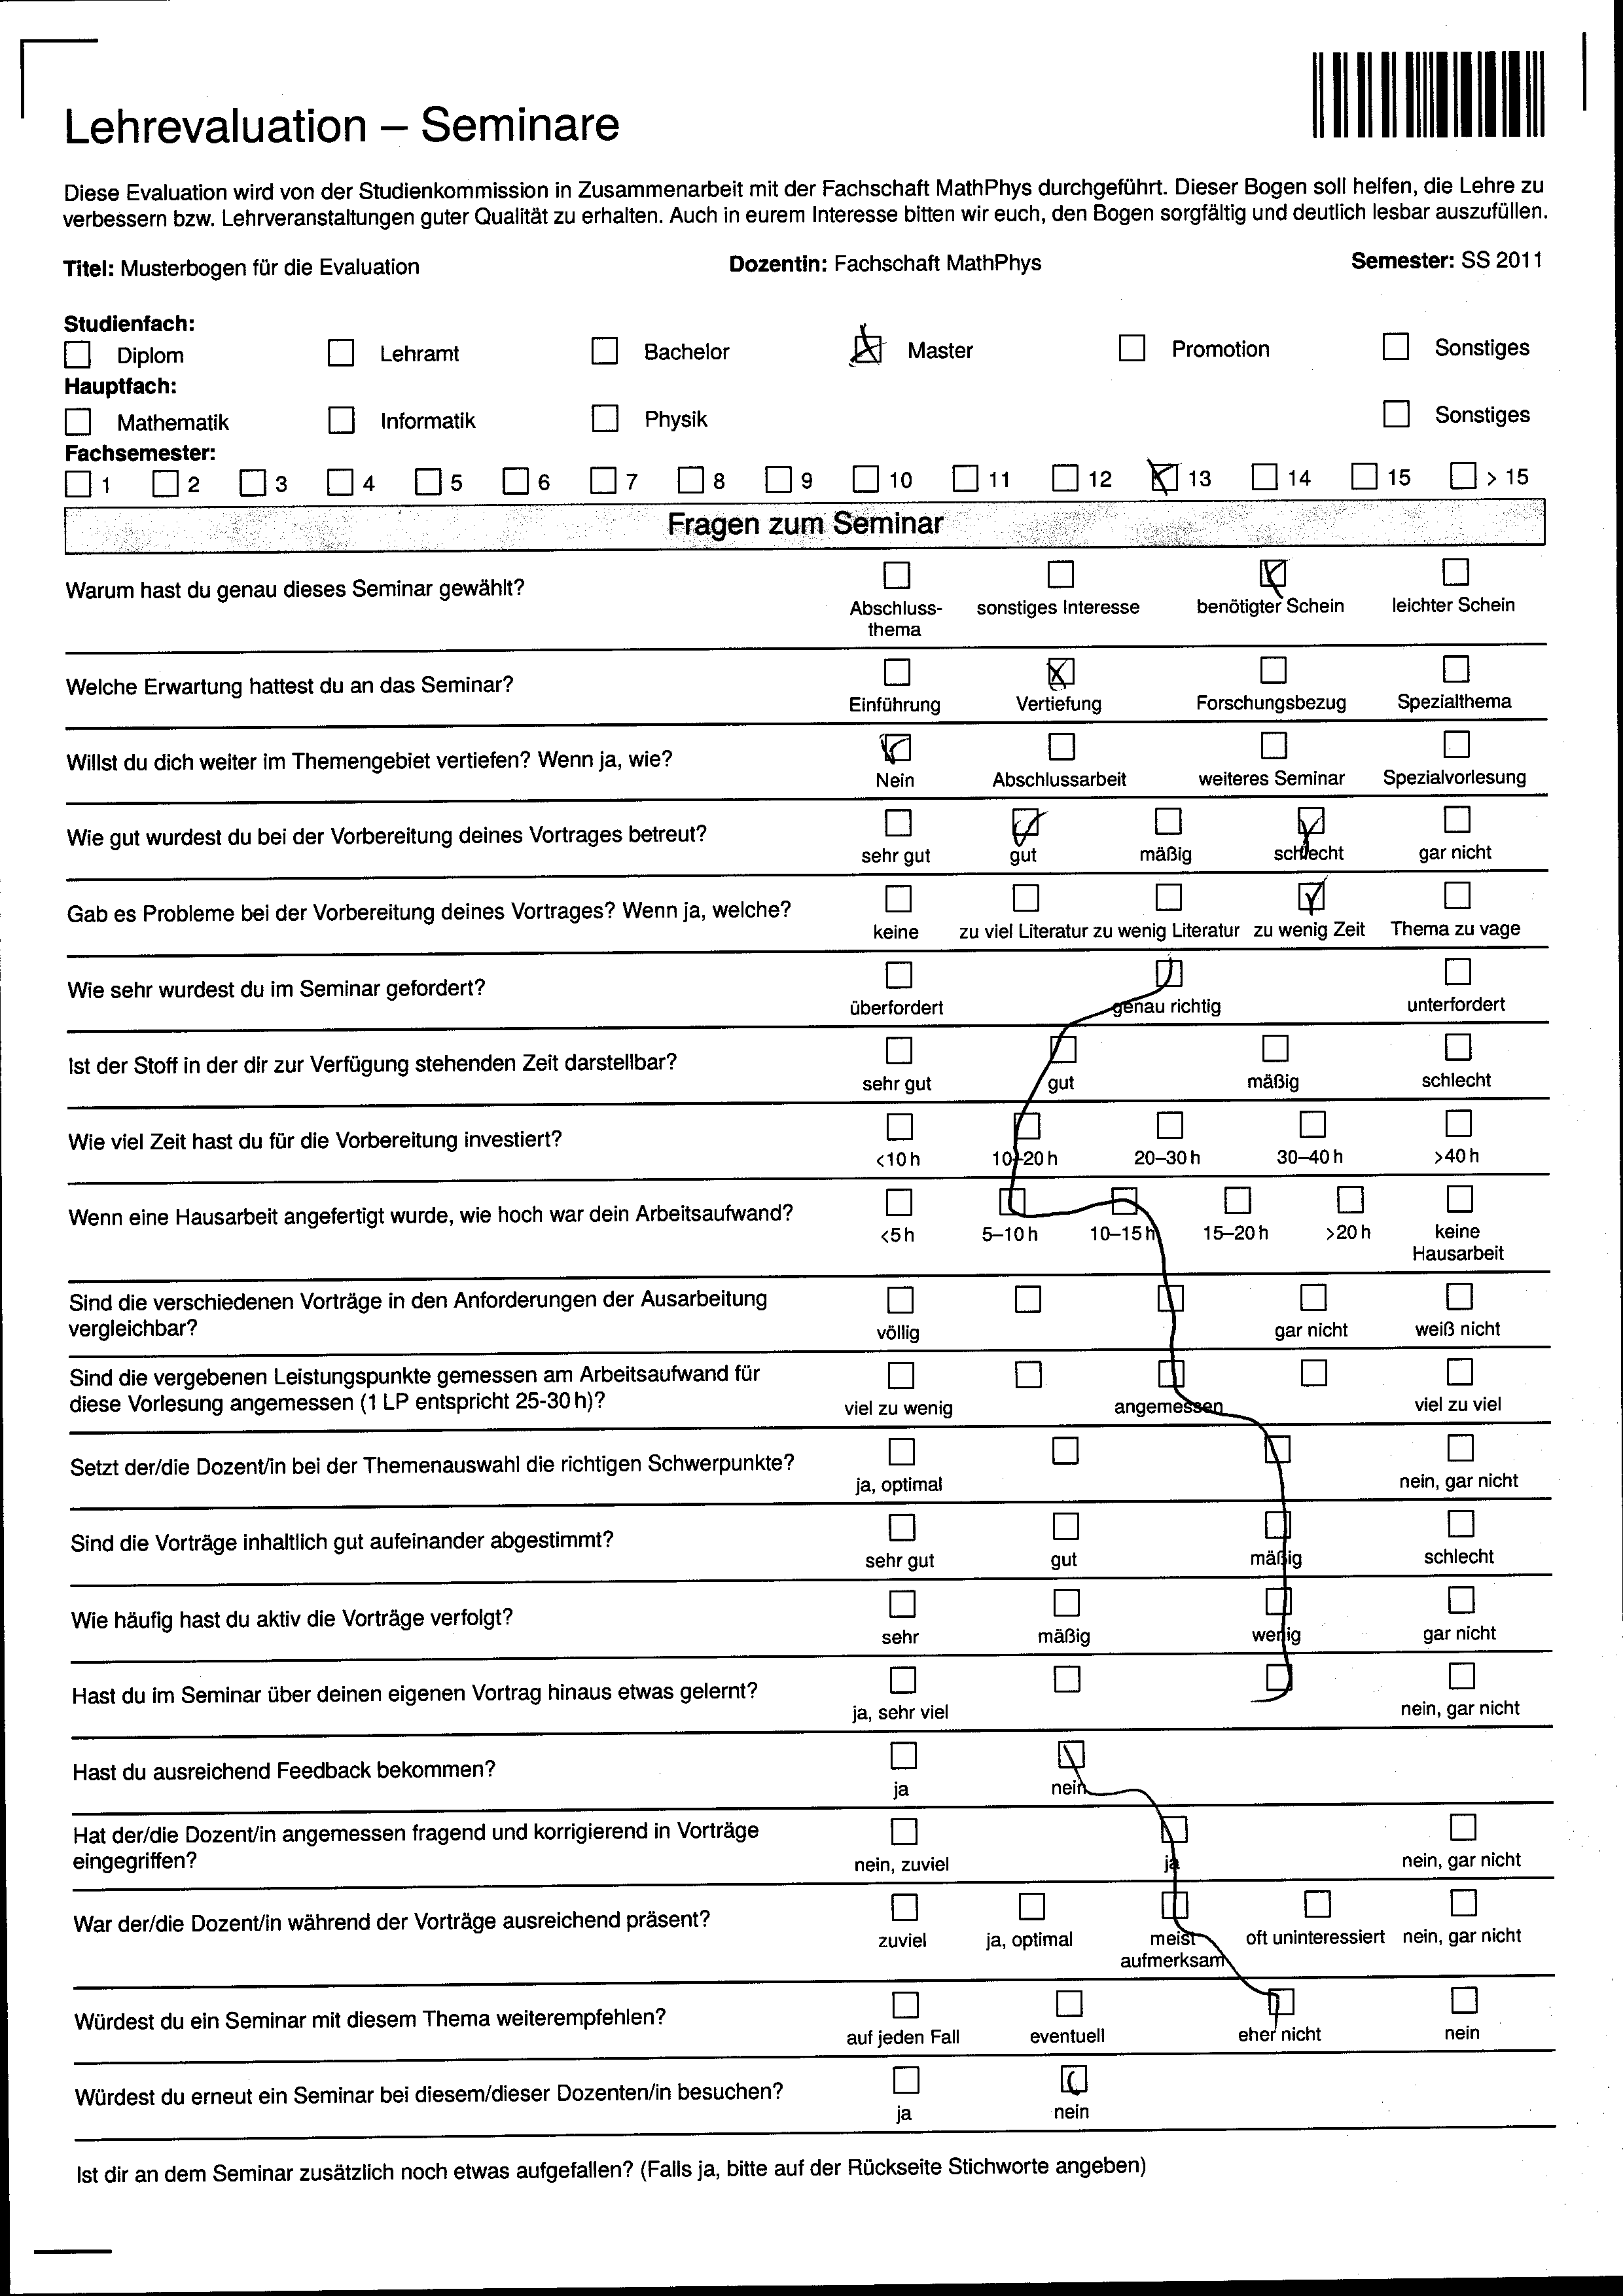 Lehrevaluation – Seminare
Diese Evaluation wird von der Studienkommission in Zusammenarbeit mit der Fachschaft MathPhys durchgeführt. Dieser Bogen soll helfen, die Lehre zu
verbessern bzw. Lehrveranstaltungen guter Qualität zu erhalten. Auch in eurem Interesse bitten wir euch, den Bogen sorgfältig und deutlich lesbar auszufüllen.
Titel: Musterbogen für die Evaluation Dozentin: Fachschaft MathPhys Semester: SS 2011
Studienfach:
Diplom Lehramt Bachelor Master Promotion Sonstiges
Hauptfach:
Mathematik Informatik Physik Sonstiges
Fachsemester:
1 2 3 4 5 6 7 8 9 10 11 12 13 14 15 > 15
Fragen zum Seminar
Warum hast du genau dieses Seminar gewählt?
Abschluss- sonstiges Interesse benötigter Schein leichter Schein
thema
Welche Erwartung hattest du an das Seminar?
Einführung Vertiefung Forschungsbezug Spezialthema
Willst du dich weiter im Themengebiet vertiefen? Wenn ja, wie?
Nein Abschlussarbeit weiteres Seminar Spezialvorlesung
Wie gut wurdest du bei der Vorbereitung deines Vortrages betreut?
sehr gut gut mäßig schlecht gar nicht
Gab es Probleme bei der Vorbereitung deines Vortrages? Wenn ja, welche?
keine zu viel Literatur zu wenig Literatur zu wenig Zeit Thema zu vage
Wie sehr wurdest du im Seminar gefordert?
überfordert genau richtig unterfordert
Ist der Stoff in der dir zur Verfügung stehenden Zeit darstellbar?
sehr gut gut mäßig schlecht
Wie viel Zeit hast du für die Vorbereitung investiert?
<10 h 10–20 h 20–30 h 30–40 h >40 h
Wenn eine Hausarbeit angefertigt wurde, wie hoch war dein Arbeitsaufwand?
<5 h 5–10 h 10–15 h 15–20 h >20 h keine
Hausarbeit
Sind die verschiedenen Vorträge in den Anforderungen der Ausarbeitung
vergleichbar?
völlig gar nicht weiß nicht
Sind die vergebenen Leistungspunkte gemessen am Arbeitsaufwand für
diese Vorlesung angemessen (1 LP entspricht 25-30 h)?
viel zu wenig angemessen viel zu viel
Setzt der/die Dozent/in bei der Themenauswahl die richtigen Schwerpunkte?
ja, optimal nein, gar nicht
Sind die Vorträge inhaltlich gut aufeinander abgestimmt?
sehr gut gut mäßig schlecht
Wie häufig hast du aktiv die Vorträge verfolgt?
sehr mäßig wenig gar nicht
Hast du im Seminar über deinen eigenen Vortrag hinaus etwas gelernt?
ja, sehr viel nein, gar nicht
Hast du ausreichend Feedback bekommen?
ja nein
Hat der/die Dozent/in angemessen fragend und korrigierend in Vorträge
eingegriffen?
nein, zuviel ja nein, gar nicht
War der/die Dozent/in während der Vorträge ausreichend präsent?
zuviel ja, optimal meist oft uninteressiert nein, gar nicht
aufmerksam
Würdest du ein Seminar mit diesem Thema weiterempfehlen?
auf jeden Fall eventuell eher nicht nein
Würdest du erneut ein Seminar bei diesem/dieser Dozenten/in besuchen?
ja nein
Ist dir an dem Seminar zusätzlich noch etwas aufgefallen? (Falls ja, bitte auf der Rückseite Stichworte angeben)